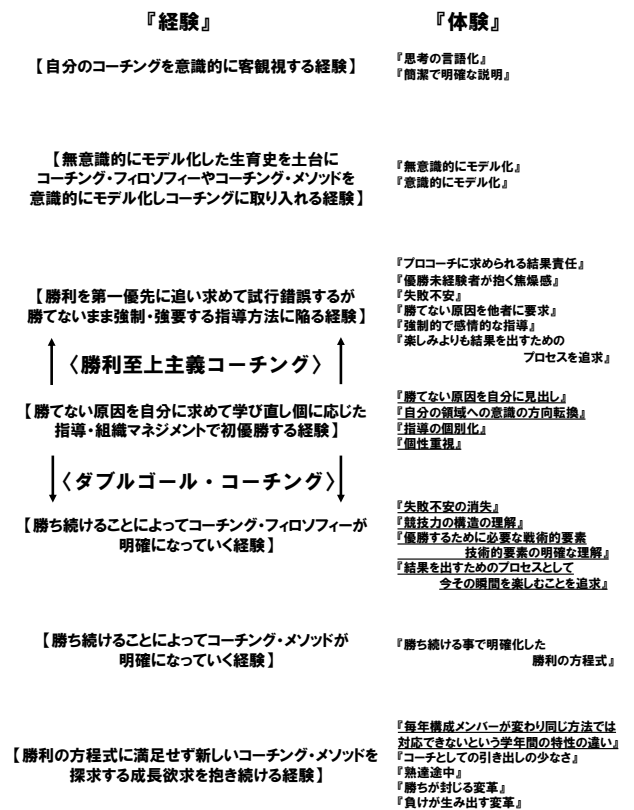 『経験』
『体験』
【自分のコーチングを意識的に客観視する経験】
『思考の言語化』
『簡潔で明確な説明』
【無意識的にモデル化した生育史を土台に
コーチング・フィロソフィーやコーチング・メソッドを
意識的にモデル化しコーチングに取り入れる経験】
『無意識的にモデル化』
『意識的にモデル化』
【勝利を第一優先に追い求めて試行錯誤するが
勝てないまま強制・強要する指導方法に陥る経験】
『プロコーチに求められる結果責任』
『優勝未経験者が抱く焦燥感』
『失敗不安』
『勝てない原因を他者に要求』
『強制的で感情的な指導』
『楽しみよりも結果を出すための
プロセスを追求』
〈勝利至上主義コーチング〉
【勝てない原因を自分に求めて学び直し個に応じた
指導・組織マネジメントで初優勝する経験】
『勝てない原因を自分に見出し』
『自分の領域への意識の方向転換』
『指導の個別化』
『個性重視』
〈ダブルゴール・コーチング〉
【勝ち続けることによってコーチング・フィロソフィーが
明確になっていく経験】
『失敗不安の消失』
『競技力の構造の理解』
『優勝するために必要な戦術的要素
技術的要素の明確な理解』
『結果を出すためのプロセスとして
今その瞬間を楽しむことを追求』
【勝ち続けることによってコーチング・メソッドが
明確になっていく経験】
『勝ち続ける事で明確化した
勝利の方程式』
【勝利の方程式に満足せず新しいコーチング・メソッドを
探求する成長欲求を抱き続ける経験】
『毎年構成メンバーが変わり同じ方法では
対応できないという学年間の特性の違い』
『コーチとしての引き出しの少なさ』
『熟達途中』
『勝ちが封じる変革』
『負けが生み出す変革』